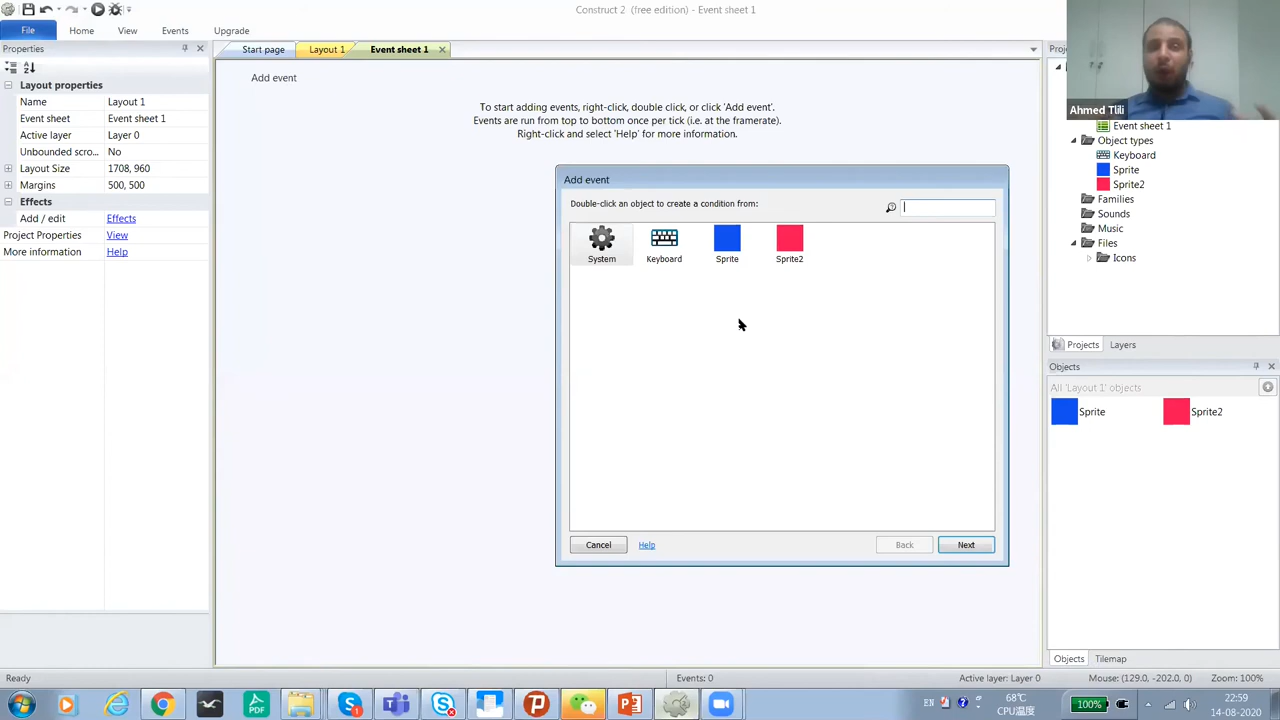 Construct 2 (free edition) - Event sheet 1
File Home View Events Upgrade
Properties
Start page Layout 1 Event sheet 1
Proj
Layout properties
Name Layout 1
Event sheet Event sheet 1
Active layer Layer 0
Unbounded scro... No
Layout Size 1708, 960
Margins 500, 500
Effects
Add / edit Effects
Project Properties View
More information Help
Add event
To start adding events, right-click, double click, or click 'Add event'.
Events are run from top to bottom once per tick (i.e. at the framerate).
Right-click and select 'Help' for more information.
Add event
Double-click an object to create a condition from:
System Keyboard Sprite Sprite2
Cancel Help Back Next
Ahmed Tlili
Event sheet 1
Object types
Keyboard
Sprite
Sprite2
Families
Sounds
Music
Files
Icons
Projects Layers
Objects
All 'Layout 1' objects
Sprite Sprite2
Objects Tilemap
Ready Events: 0 Active layer: Layer 0 Mouse: (129.0, -202.0, 0) Zoom: 100%
EN 68℃ 100% 22:59
CPU温度 14-08-2020